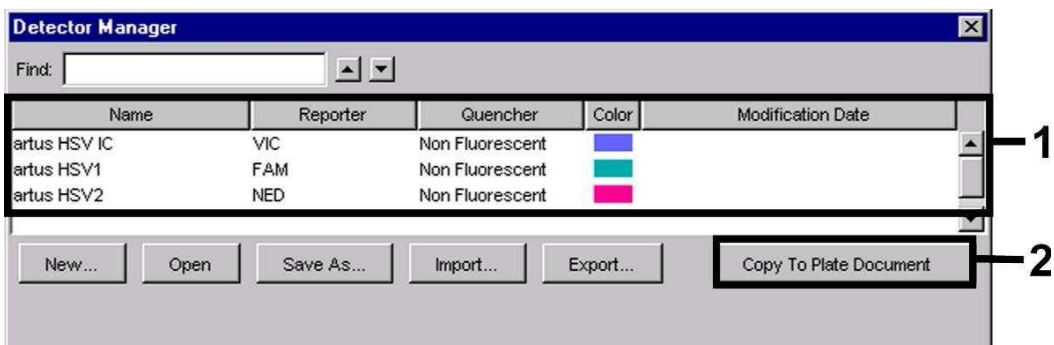 Detector Manager
Find:
Name Reporter Quencher Color Modification Date
artus HSV IC VIC Non Fluorescent
artus HSV1 FAM Non Fluorescent
artus HSV2 NED Non Fluorescent
1
New... Open Save As... Import... Export... Copy To Plate Document
2